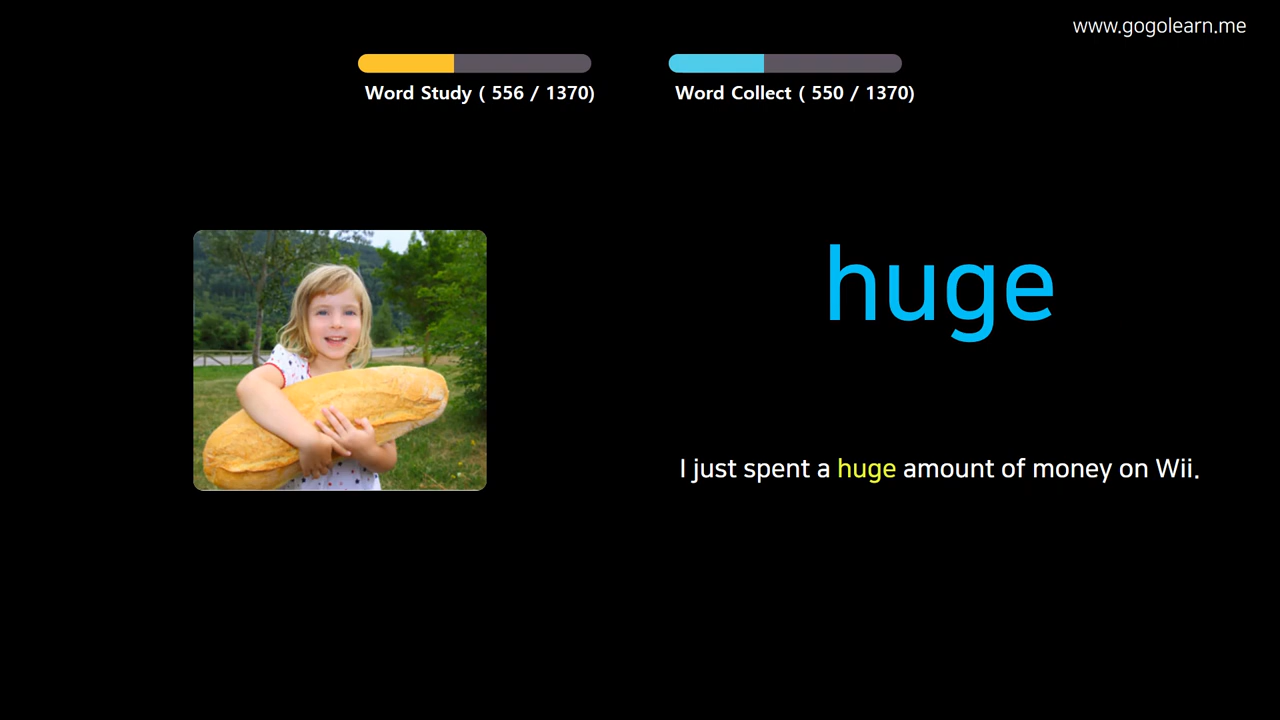 www.gogolearn.me
Word Study ( 556 / 1370)
Word Collect ( 550 / 1370)
huge
I just spent a huge amount of money on Wii.